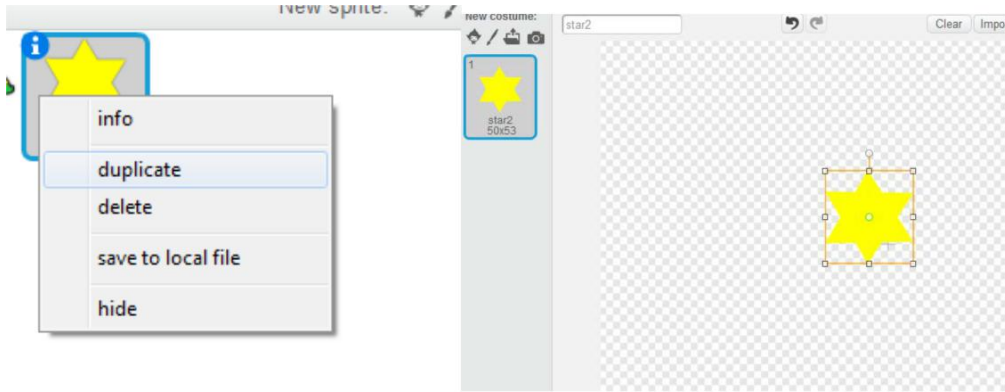 New sprite:
info
duplicate
delete
save to local file
hide
New costume:
1
star2
50x53
star2
Clear
Impo